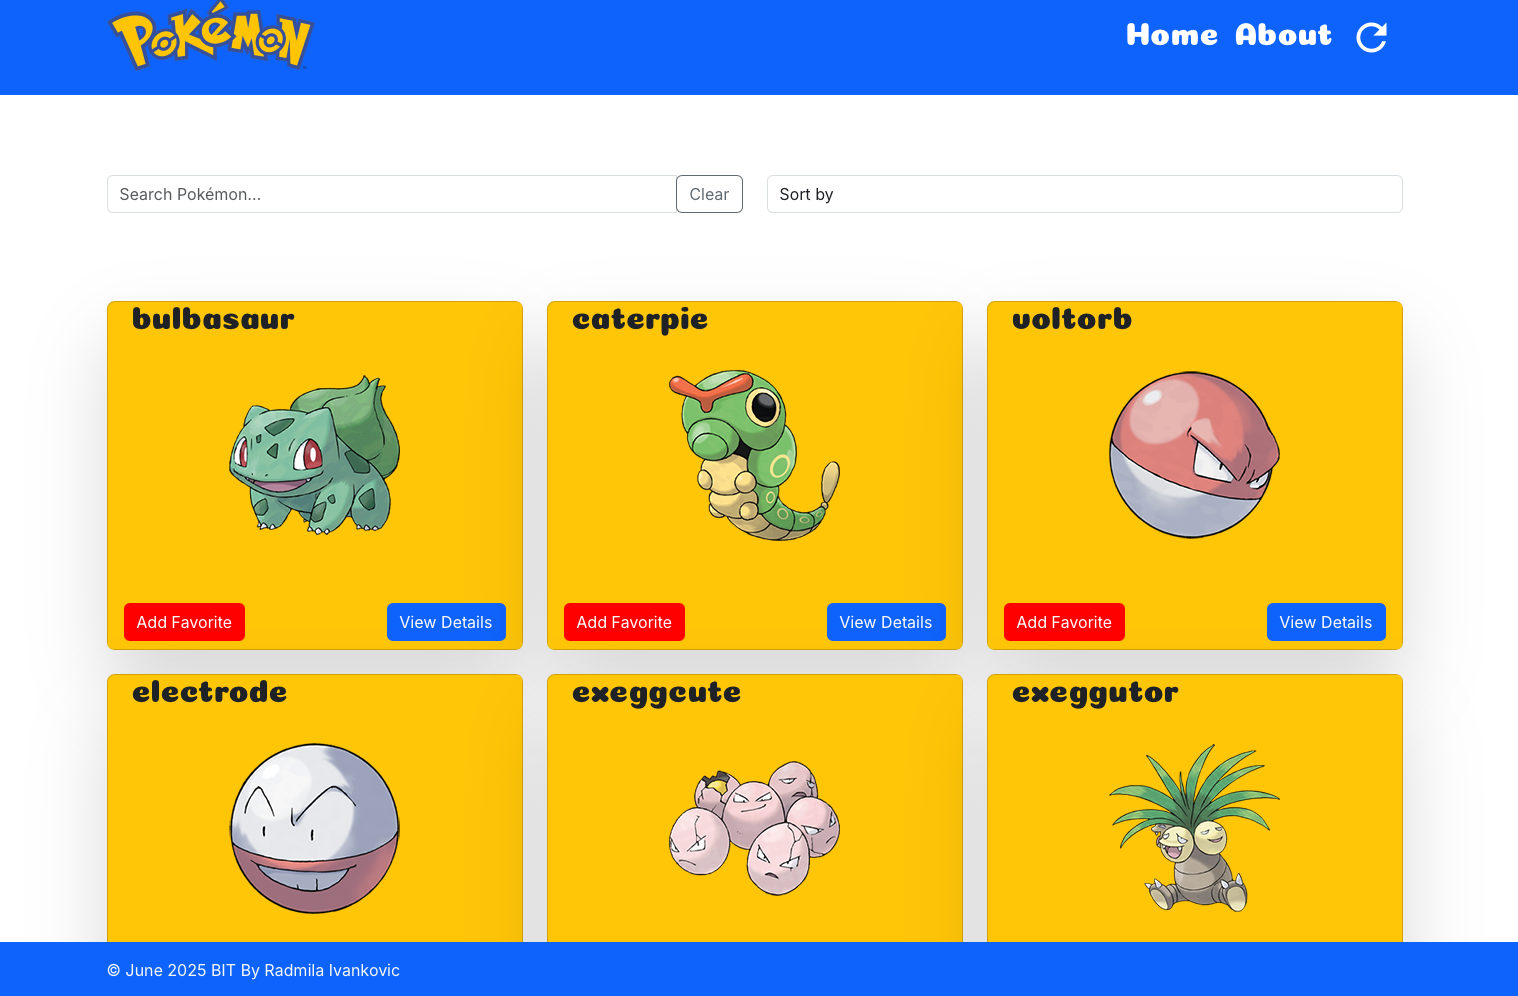 Pokémon
Home About
Search Pokémon...
Clear
Sort by
bulbasaur
caterpie
voltorb
Add Favorite
View Details
Add Favorite
View Details
Add Favorite
View Details
electrode
exeggcute
exeggutor
© June 2025 BIT By Radmila Ivankovic